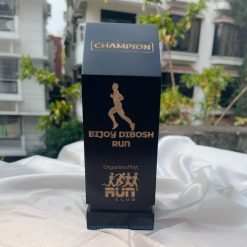 CHAMPION
BIJOY DIBOSH
RUN
Organized by:
RUN
CLUB